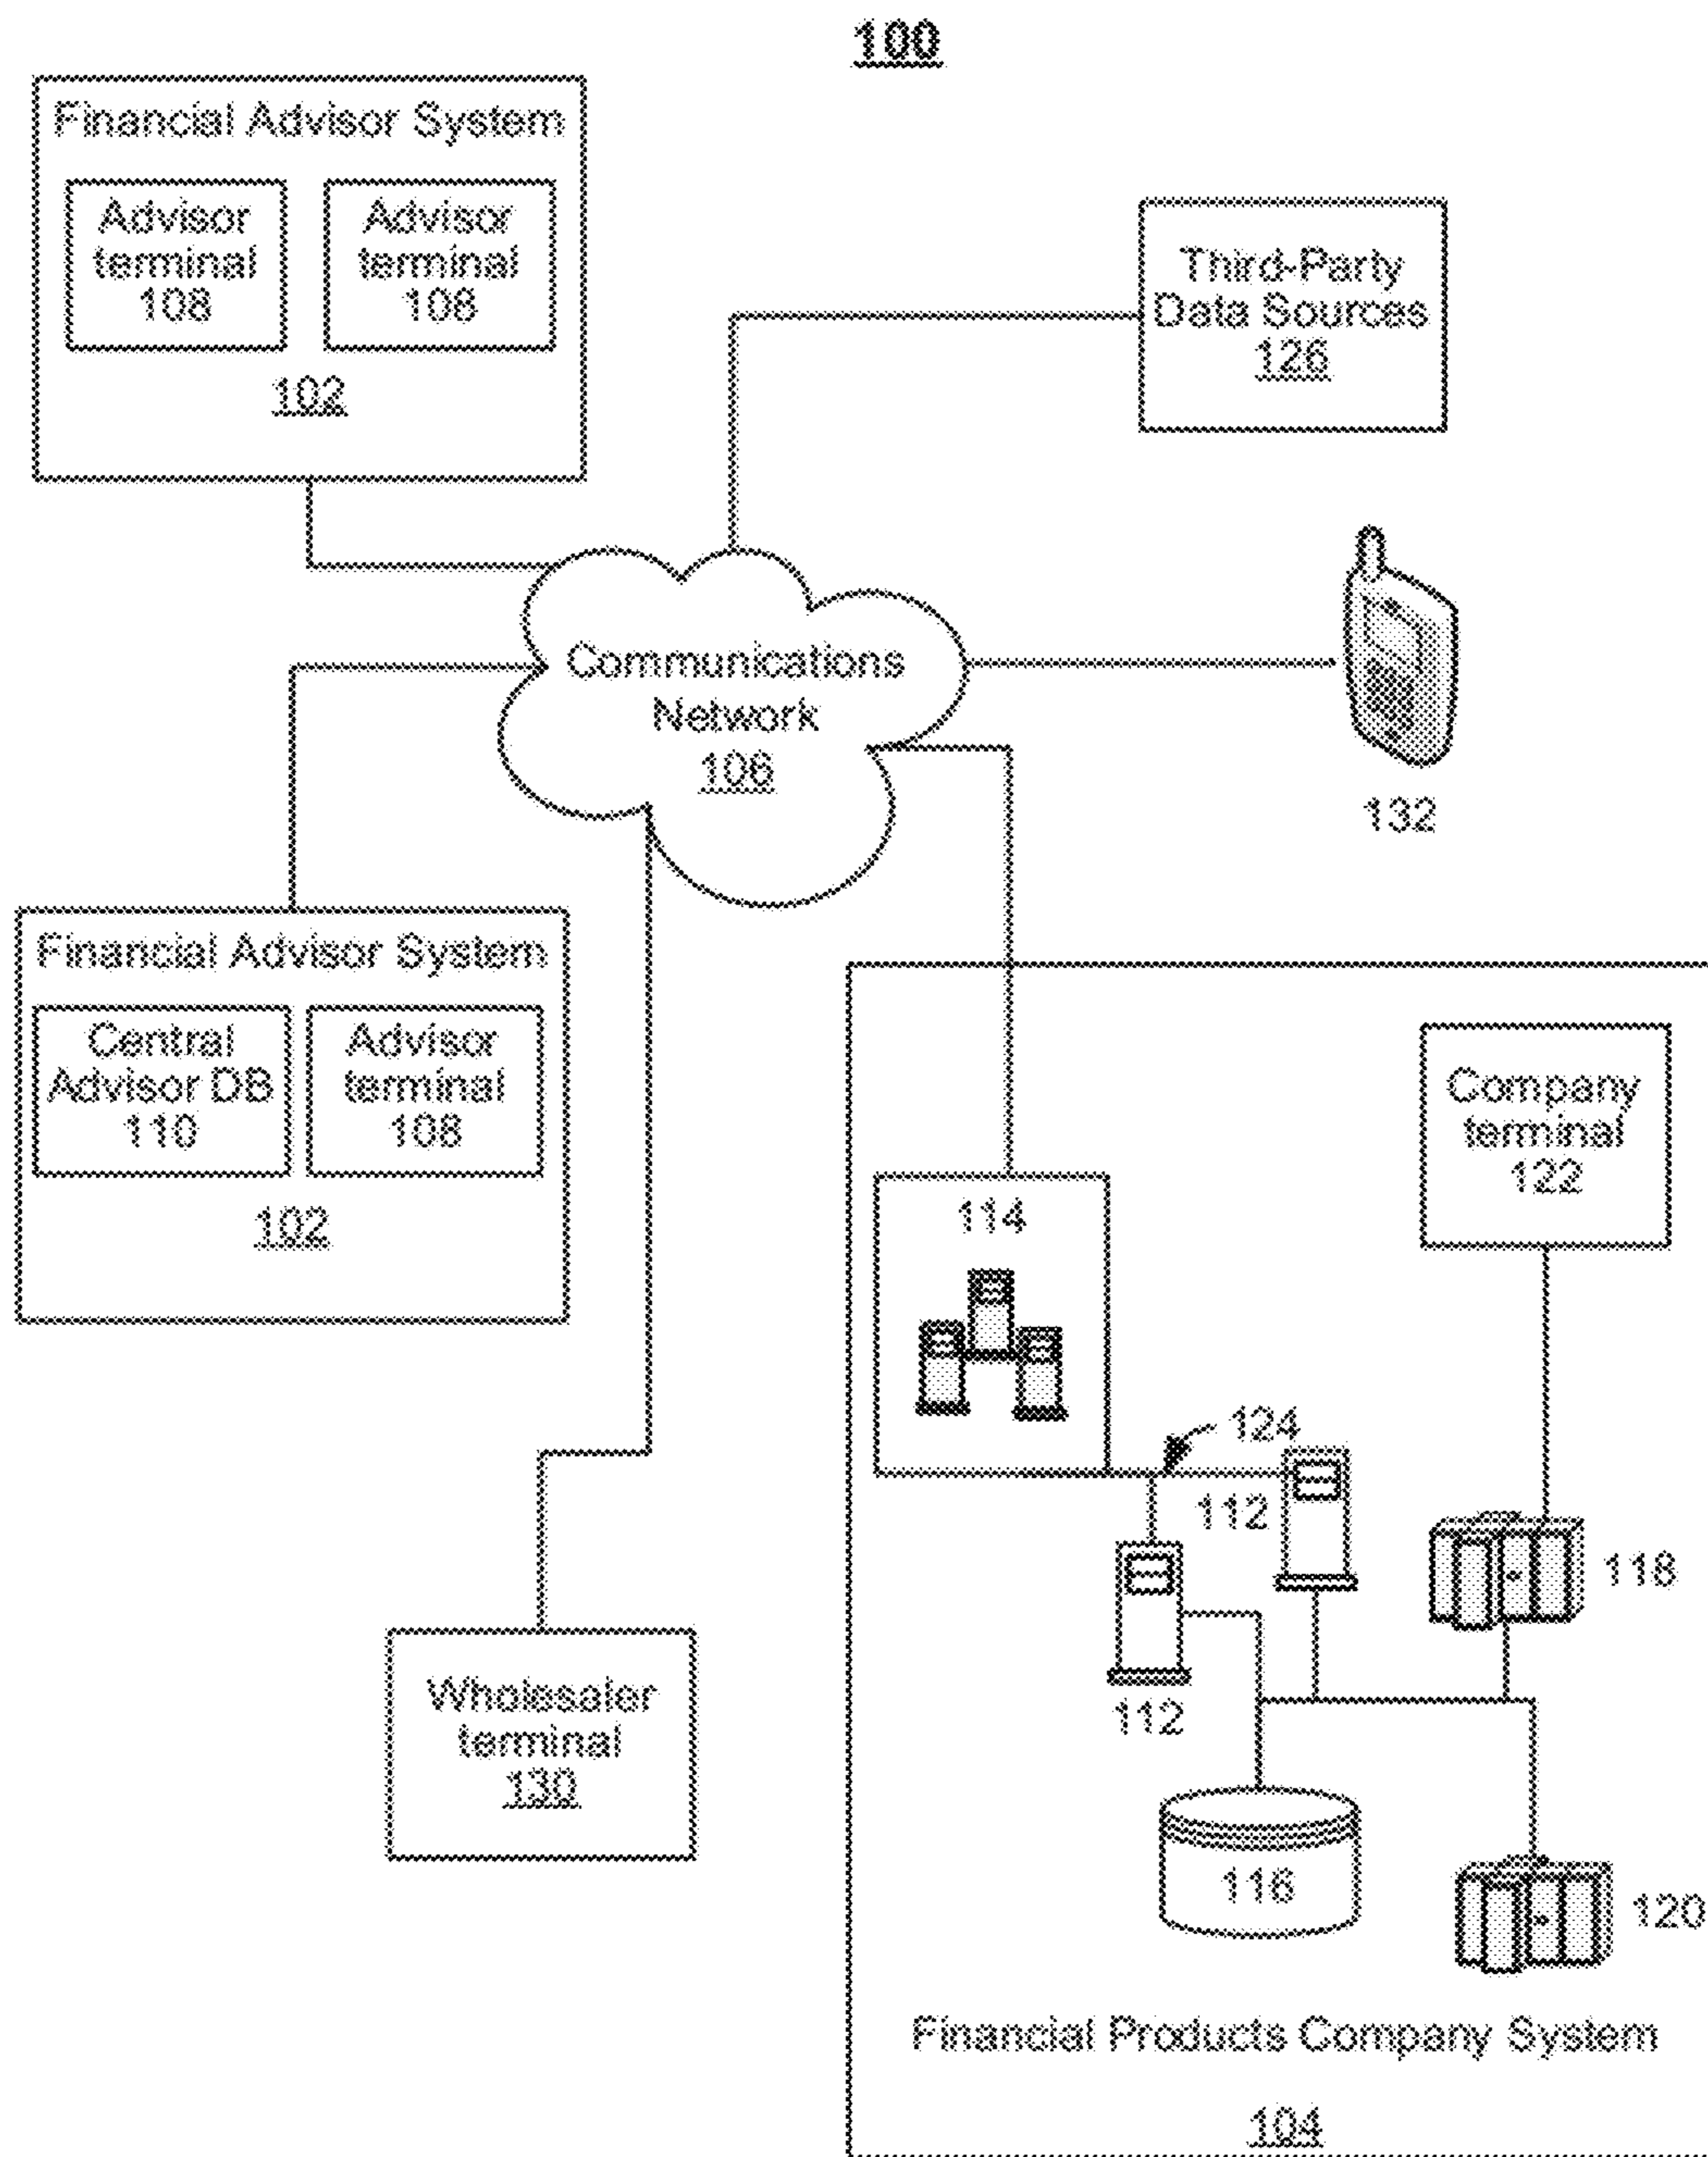 100
Financial Advisor System
Advisor
terminal
108
Advisor
terminal
108
102
Third-Party
Data Sources
126
Communications
Network
106
132
Financial Advisor System
Central
Advisor DB
110
Advisor
terminal
108
102
Company
terminal
122
114
124
112
118
112
Wholesaler
terminal
130
116
120
Financial Products Company System
104